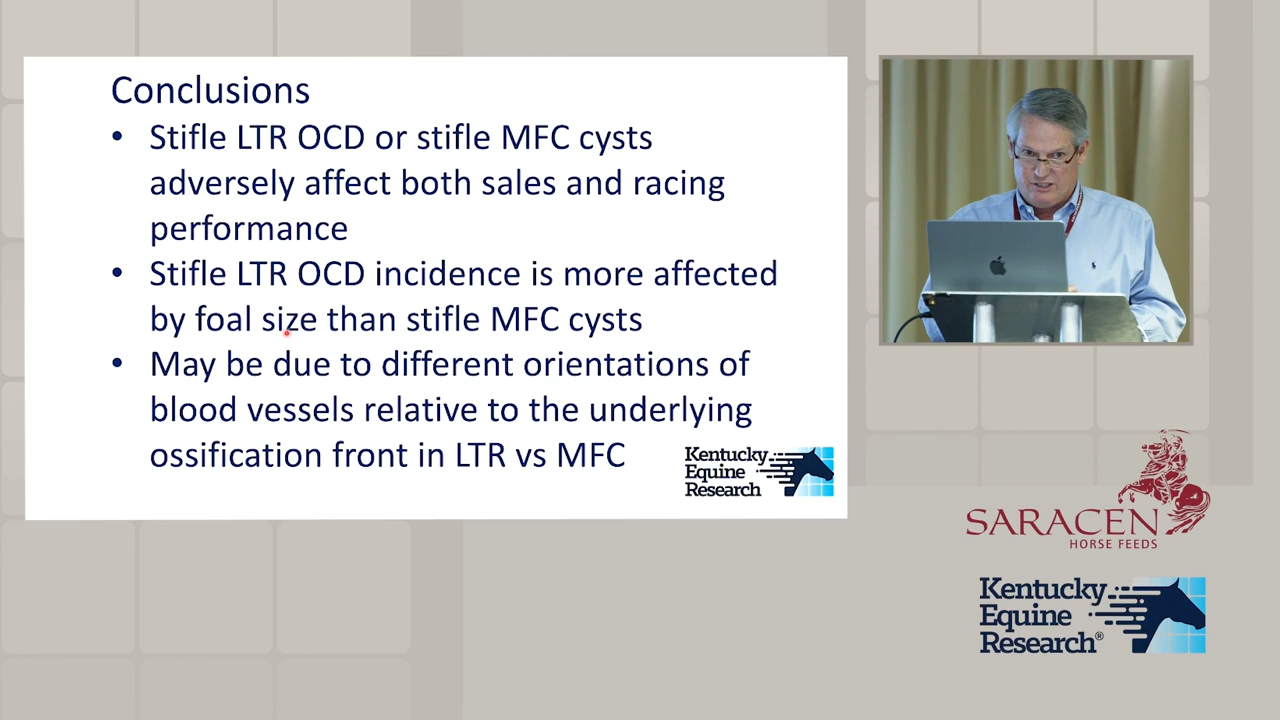 Conclusions
• Stifle LTR OCD or stifle MFC cysts
adversely affect both sales and racing
performance
• Stifle LTR OCD incidence is more affected
by foal size than stifle MFC cysts
• May be due to different orientations of
blood vessels relative to the underlying
ossification front in LTR vs MFC
Kentucky
Equine
Research
SARACEN
HORSE FEEDS
Kentucky
Equine
Research®